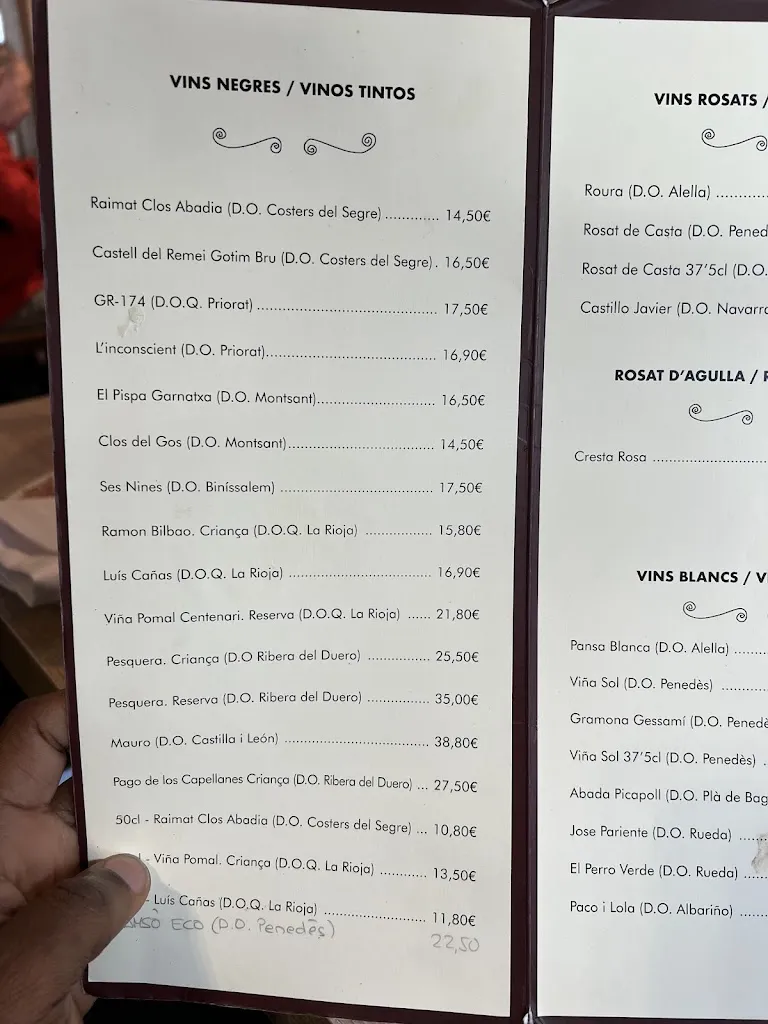 VINS NEGRES / VINOS TINTOS
Raimat Clos Abadia (D.O. Costers del Segre) ............ 14,50€
Castell del Remei Gotim Bru (D.O. Costers del Segre). 16,50€
GR-174 (D.O.Q. Priorat) ........................................ 17,50€
L'inconscient (D.O. Priorat)...................................... 16,90€
El Pispa Garnatxa (D.O. Montsant).......................... 16,50€
Clos del Gos (D.O. Montsant)................................. 14,50€
Ses Nines (D.O. Biníssalem) .................................. 17,50€
Ramon Bilbao. Criança (D.O.Q. La Rioja) ............... 15,80€
Luís Cañas (D.O.Q. La Rioja) ................................ 16,90€
Viña Pomal Centenari. Reserva (D.O.Q. La Rioja) ...... 21,80€
Pesquera. Criança (D.O Ribera del Duero) .............. 25,50€
Pesquera. Reserva (D.O. Ribera del Duero) .............. 35,00€
Mauro (D.O. Castilla i León) ................................. 38,80€
Pago de los Capellanes Criança (D.O. Ribera del Duero) ... 27,50€
50cl - Raimat Clos Abadia (D.O. Costers del Segre) ... 10,80€
- Viña Pomal. Criança (D.O.Q. La Rioja) ........... 13,50€
- Luís Cañas (D.O.Q. La Rioja) ........................ 11,80€
ECO (D.O. Penedès) 22,50
VINS ROSATS /
Roura (D.O. Alella) ............
Rosat de Casta (D.O. Pened
Rosat de Casta 37'5cl (D.O.
Castillo Javier (D.O. Navarra
ROSAT D'AGULLA /
Cresta Rosa ..........................
VINS BLANCS /
Pansa Blanca (D.O. Alella) ........
Viña Sol (D.O. Penedès) ...........
Gramona Gessamí (D.O. Penedè
Viña Sol 37'5cl (D.O. Penedès) .
Abada Picapoll (D.O. Plà de Bag
Jose Pariente (D.O. Rueda) ......
El Perro Verde (D.O. Rueda) .....
Paco i Lola (D.O. Albariño) ......